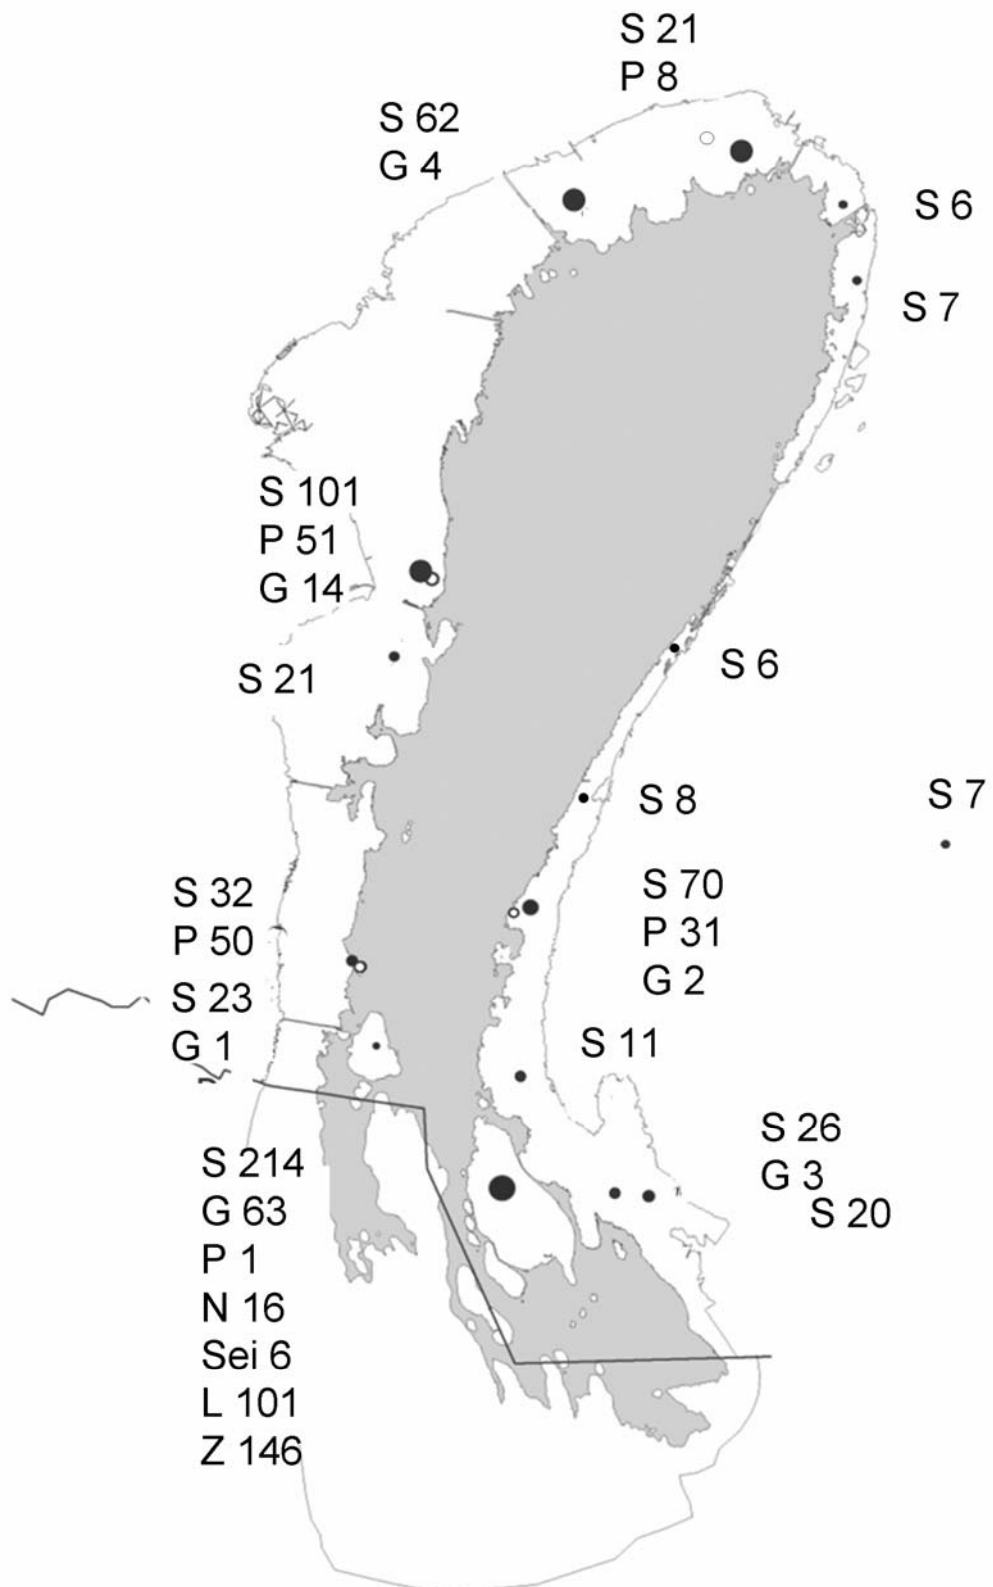 S 21
P 8
S 62
G 4
S 6
S 7
S 101
P 51
G 14
S 21
S 6
S 8
S 7
S 32
P 50
S 70
P 31
G 2
S 23
G 1
S 11
S 26
G 3
S 20
S 214
G 63
P 1
N 16
Sei 6
L 101
Z 146